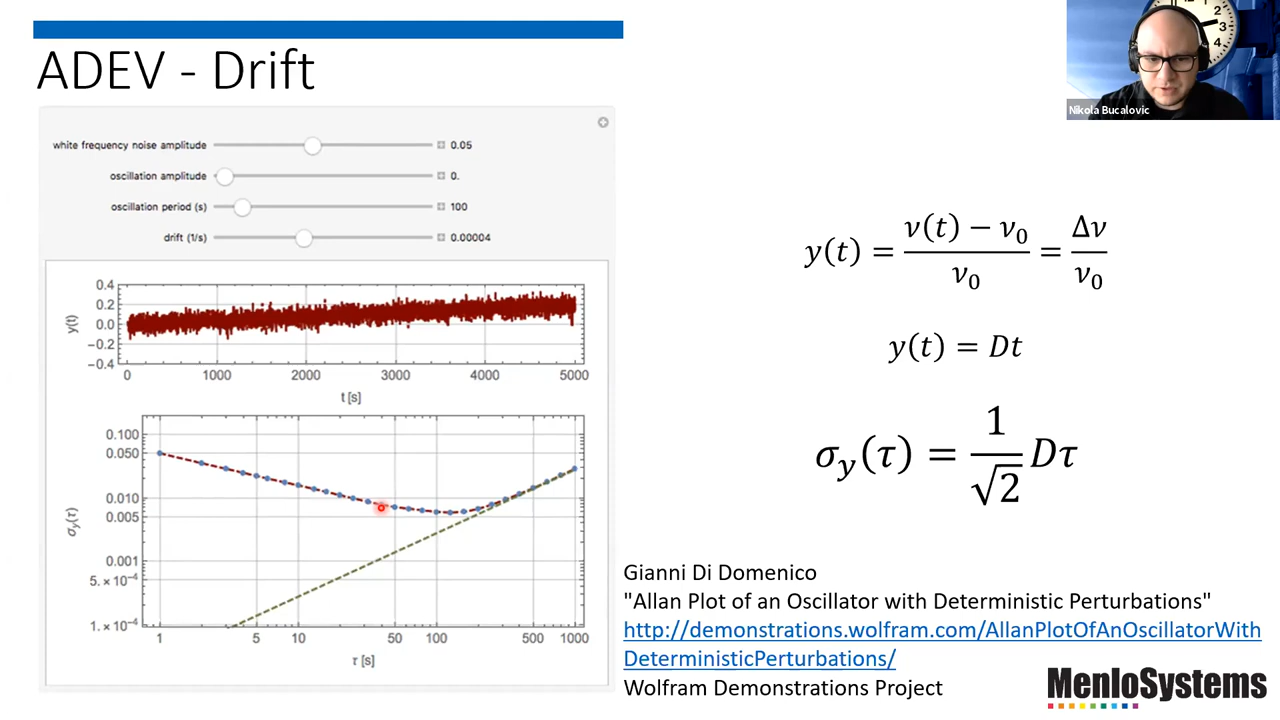 ADEV - Drift
Nikola Bucalovic
2
3
4
white frequency noise amplitude 0.05
oscillation amplitude 0.
oscillation period (s) 100
drift (1/s) 0.00004
y(t)
0.4
0.2
0.0
−0.2
−0.4
0 1000 2000 3000 4000 5000
t [s]
σy(τ)
0.100
0.050
0.010
0.005
0.001
5. × 10⁻⁴
1. × 10⁻⁴
1 5 10 50 100 500 1000
τ [s]
y(t) = (ν(t) − ν₀)/ν₀ = Δν/ν₀
y(t) = Dt
σy(τ) = 1/√2 Dτ
Gianni Di Domenico
"Allan Plot of an Oscillator with Deterministic Perturbations"
http://demonstrations.wolfram.com/AllanPlotOfAnOscillatorWith
DeterministicPerturbations/
Wolfram Demonstrations Project
MenloSystems